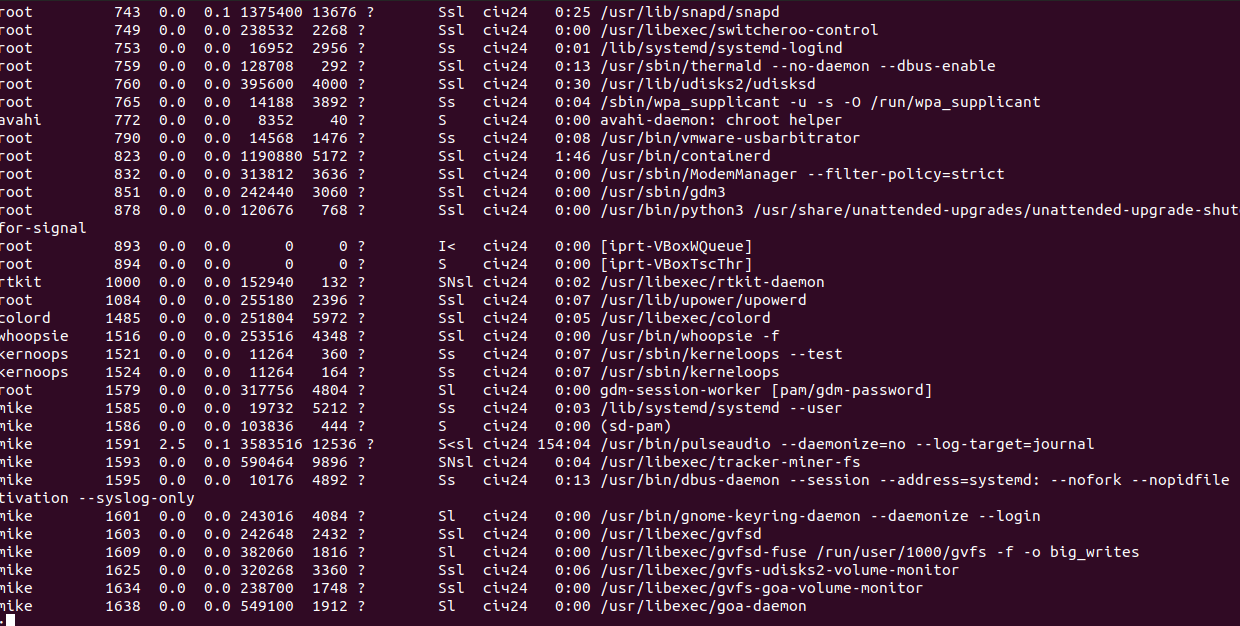 root 743 0.0 0.1 1375400 13676 ? Ssl січ24 0:25 /usr/lib/snapd/snapd
root 749 0.0 0.0 238532 2268 ? Ssl січ24 0:00 /usr/libexec/switcheroo-control
root 753 0.0 0.0 16952 2956 ? Ss січ24 0:01 /lib/systemd/systemd-logind
root 759 0.0 0.0 128708 292 ? Ssl січ24 0:13 /usr/sbin/thermald --no-daemon --dbus-enable
root 760 0.0 0.0 395600 4000 ? Ssl січ24 0:30 /usr/lib/udisks2/udisksd
root 765 0.0 0.0 14188 3892 ? Ss січ24 0:04 /sbin/wpa_supplicant -u -s -O /run/wpa_supplicant
avahi 772 0.0 0.0 8352 40 ? S січ24 0:00 avahi-daemon: chroot helper
root 790 0.0 0.0 14568 1476 ? Ss січ24 0:08 /usr/bin/vmware-usbarbitrator
root 823 0.0 0.0 1190880 5172 ? Ssl січ24 1:46 /usr/bin/containerd
root 832 0.0 0.0 313812 3636 ? Ssl січ24 0:00 /usr/sbin/ModemManager --filter-policy=strict
root 851 0.0 0.0 242440 3060 ? Ssl січ24 0:00 /usr/sbin/gdm3
root 878 0.0 0.0 120676 768 ? Ssl січ24 0:00 /usr/bin/python3 /usr/share/unattended-upgrades/unattended-upgrade-shut
for-signal
root 893 0.0 0.0 0 0 ? I< січ24 0:00 [iprt-VBoxWQueue]
root 894 0.0 0.0 0 0 ? S січ24 0:00 [iprt-VBoxTscThr]
rtkit 1000 0.0 0.0 152940 132 ? SNsl січ24 0:02 /usr/libexec/rtkit-daemon
root 1084 0.0 0.0 255180 2396 ? Ssl січ24 0:07 /usr/lib/upower/upowerd
colord 1485 0.0 0.0 251804 5972 ? Ssl січ24 0:05 /usr/libexec/colord
whoopsie 1516 0.0 0.0 253516 4348 ? Ssl січ24 0:00 /usr/bin/whoopsie -f
kernoops 1521 0.0 0.0 11264 360 ? Ss січ24 0:07 /usr/sbin/kerneloops --test
kernoops 1524 0.0 0.0 11264 164 ? Ss січ24 0:07 /usr/sbin/kerneloops
root 1579 0.0 0.0 317756 4804 ? Sl січ24 0:00 gdm-session-worker [pam/gdm-password]
mike 1585 0.0 0.0 19732 5212 ? Ss січ24 0:03 /lib/systemd/systemd --user
mike 1586 0.0 0.0 103836 444 ? S січ24 0:00 (sd-pam)
mike 1591 2.5 0.1 3583516 12536 ? S<sl січ24 154:04 /usr/bin/pulseaudio --daemonize=no --log-target=journal
mike 1593 0.0 0.0 590464 9896 ? SNsl січ24 0:04 /usr/libexec/tracker-miner-fs
mike 1595 0.0 0.0 10176 4892 ? Ss січ24 0:13 /usr/bin/dbus-daemon --session --address=systemd: --nofork --nopidfile
tivation --syslog-only
mike 1601 0.0 0.0 243016 4084 ? Sl січ24 0:00 /usr/bin/gnome-keyring-daemon --daemonize --login
mike 1603 0.0 0.0 242648 2432 ? Ssl січ24 0:00 /usr/libexec/gvfsd
mike 1609 0.0 0.0 382060 1816 ? Sl січ24 0:00 /usr/libexec/gvfsd-fuse /run/user/1000/gvfs -f -o big_writes
mike 1625 0.0 0.0 320268 3360 ? Ssl січ24 0:06 /usr/libexec/gvfs-udisks2-volume-monitor
mike 1634 0.0 0.0 238700 1748 ? Ssl січ24 0:00 /usr/libexec/gvfs-goa-volume-monitor
mike 1638 0.0 0.0 549100 1912 ? Sl січ24 0:00 /usr/libexec/goa-daemon